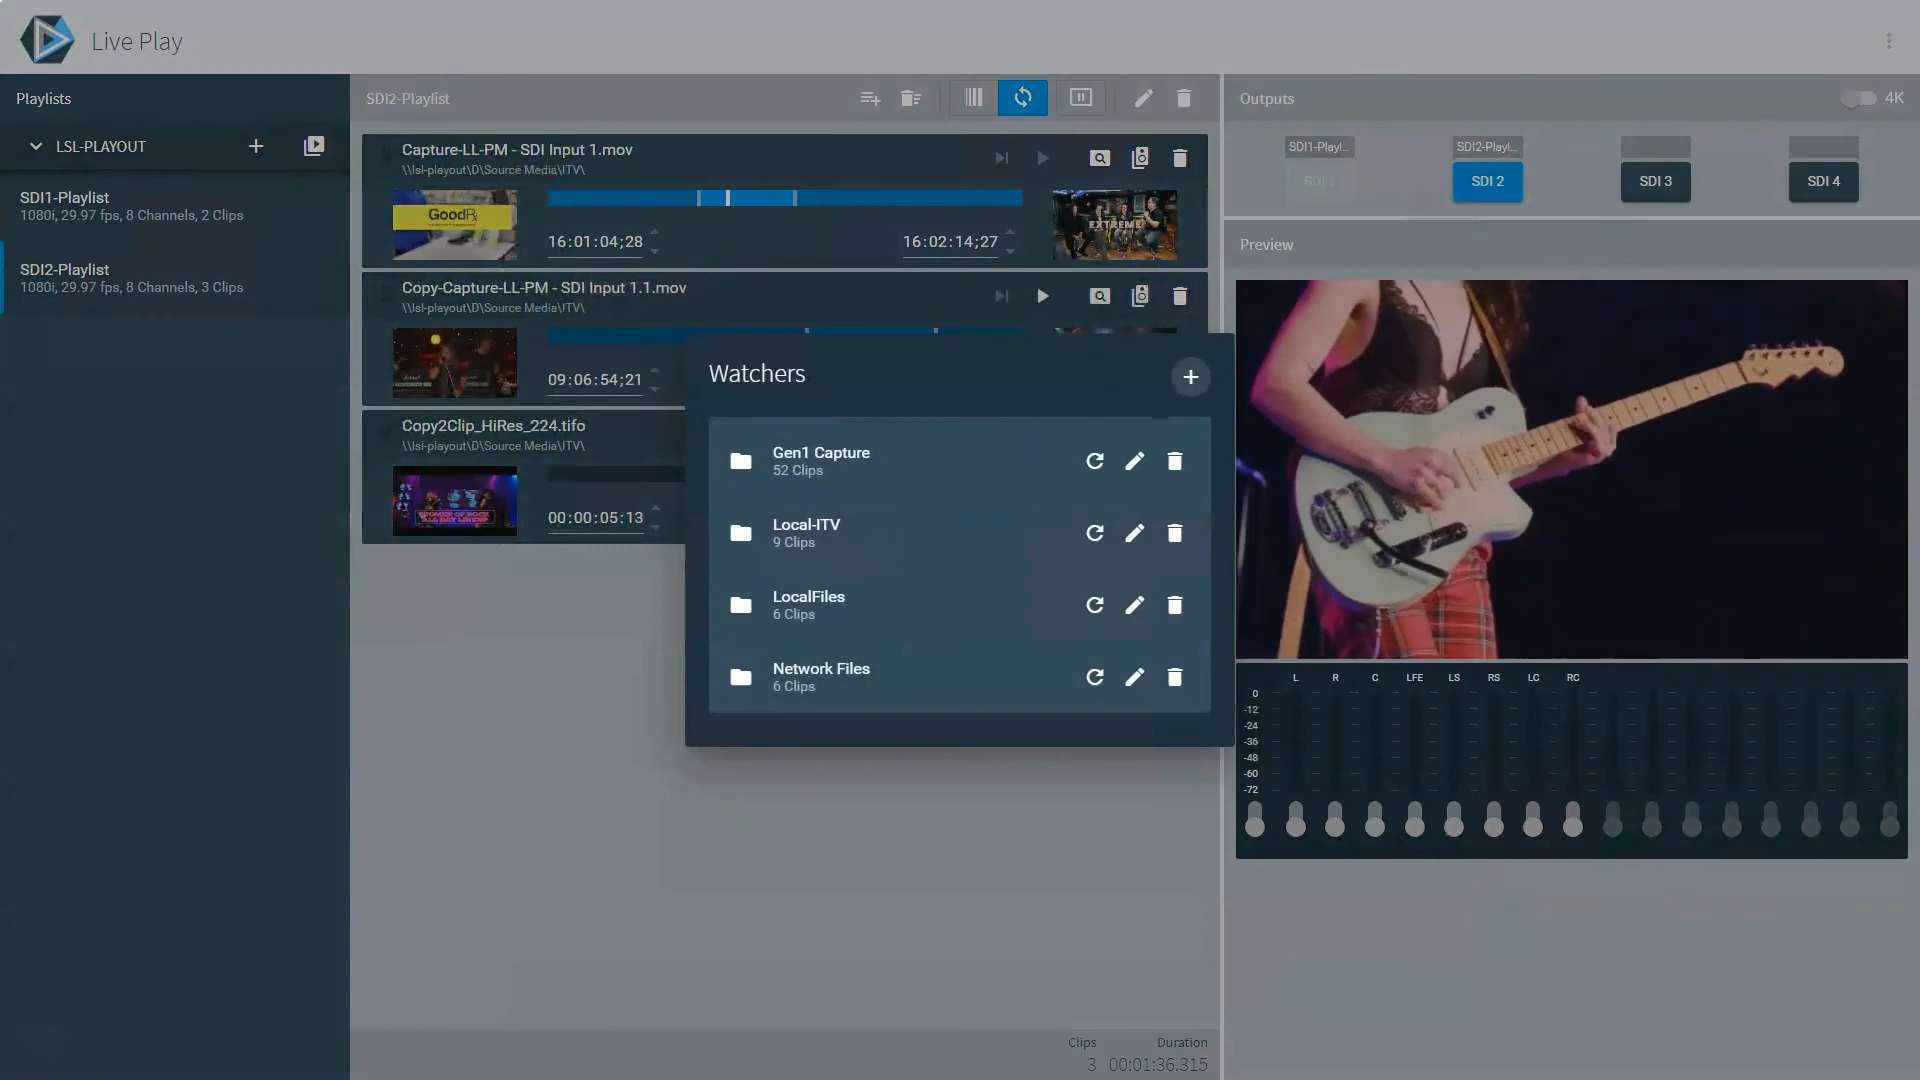 Live Play
Playlists
LSL-PLAYOUT
SDI1-Playlist
1080i, 29.97 fps, 8 Channels, 2 Clips
SDI2-Playlist
1080i, 29.97 fps, 8 Channels, 3 Clips
SDI2-Playlist
Capture-LL-PM - SDI Input 1.mov
\\lsl-playout\D\Source Media\ITV\
GoodRx
16:01:04;28
16:02:14;27
EXTREME
Copy-Capture-LL-PM - SDI Input 1.1.mov
\\lsl-playout\D\Source Media\ITV\
09:06:54;21
Copy2Clip_HiRes_224.tifo
\\lsl-playout\D\Source Media\ITV\
00:00:05:13
Watchers
Gen1 Capture
52 Clips
Local-ITV
9 Clips
LocalFiles
6 Clips
Network Files
6 Clips
Clips
Duration
3
00:01:36.315
Outputs
4K
SDI1-Playl...
SDI2-Playl...
SDI 1
SDI 2
SDI 3
SDI 4
Preview
L R C LFE LS RS LC RC
0
-12
-24
-36
-48
-60
-72